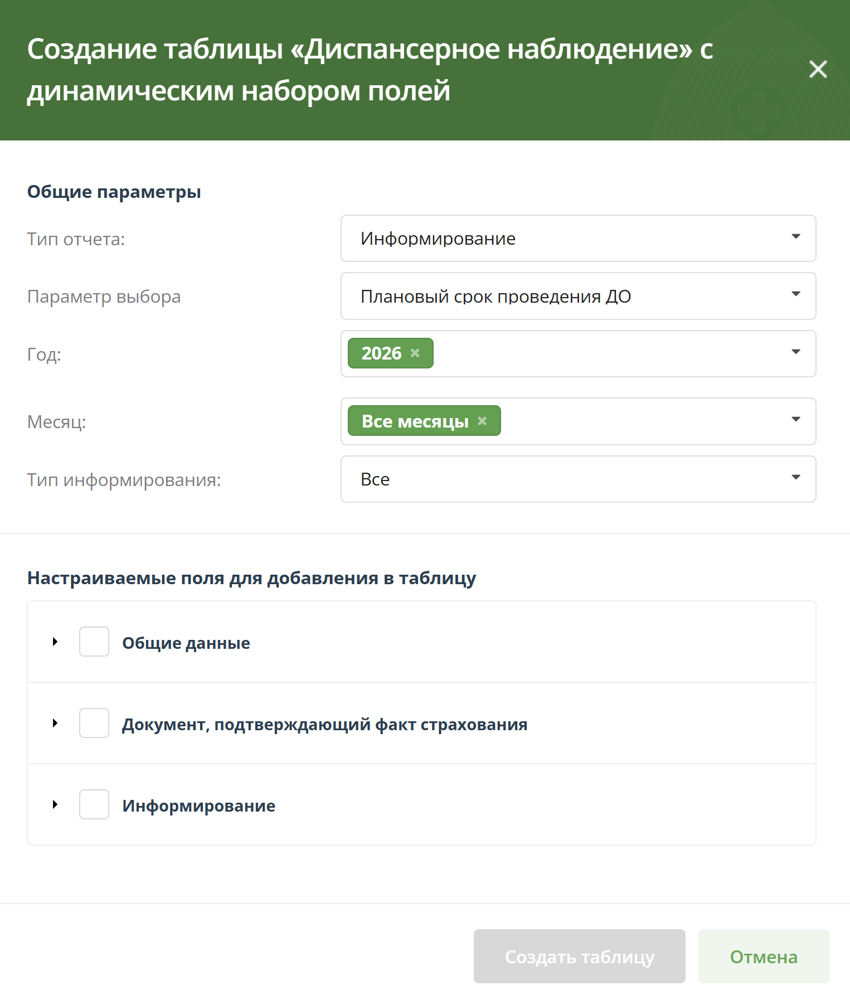 Создание таблицы «Диспансерное наблюдение» с
динамическим набором полей
Общие параметры
Тип отчета:
Информирование
Параметр выбора
Плановый срок проведения ДО
Год:
2026
Месяц:
Все месяцы
Тип информирования:
Все
Настраиваемые поля для добавления в таблицу
Общие данные
Документ, подтверждающий факт страхования
Информирование
Создать таблицу
Отмена